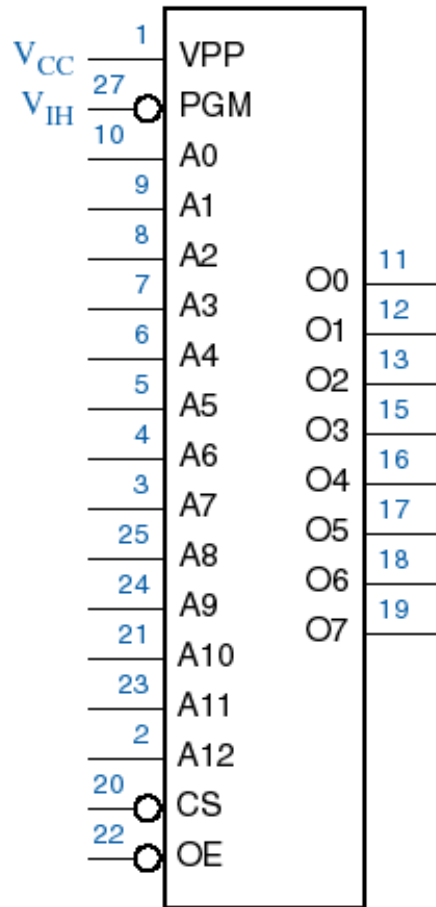 1
V_CC VPP
27
V_IH PGM
10
A0
9
A1
8
A2
7
A3
6
A4
5
A5
4
A6
3
A7
25
A8
24
A9
21
A10
23
A11
2
A12
20
CS
22
OE
11
O0
12
O1
13
O2
15
O3
16
O4
17
O5
18
O6
19
O7